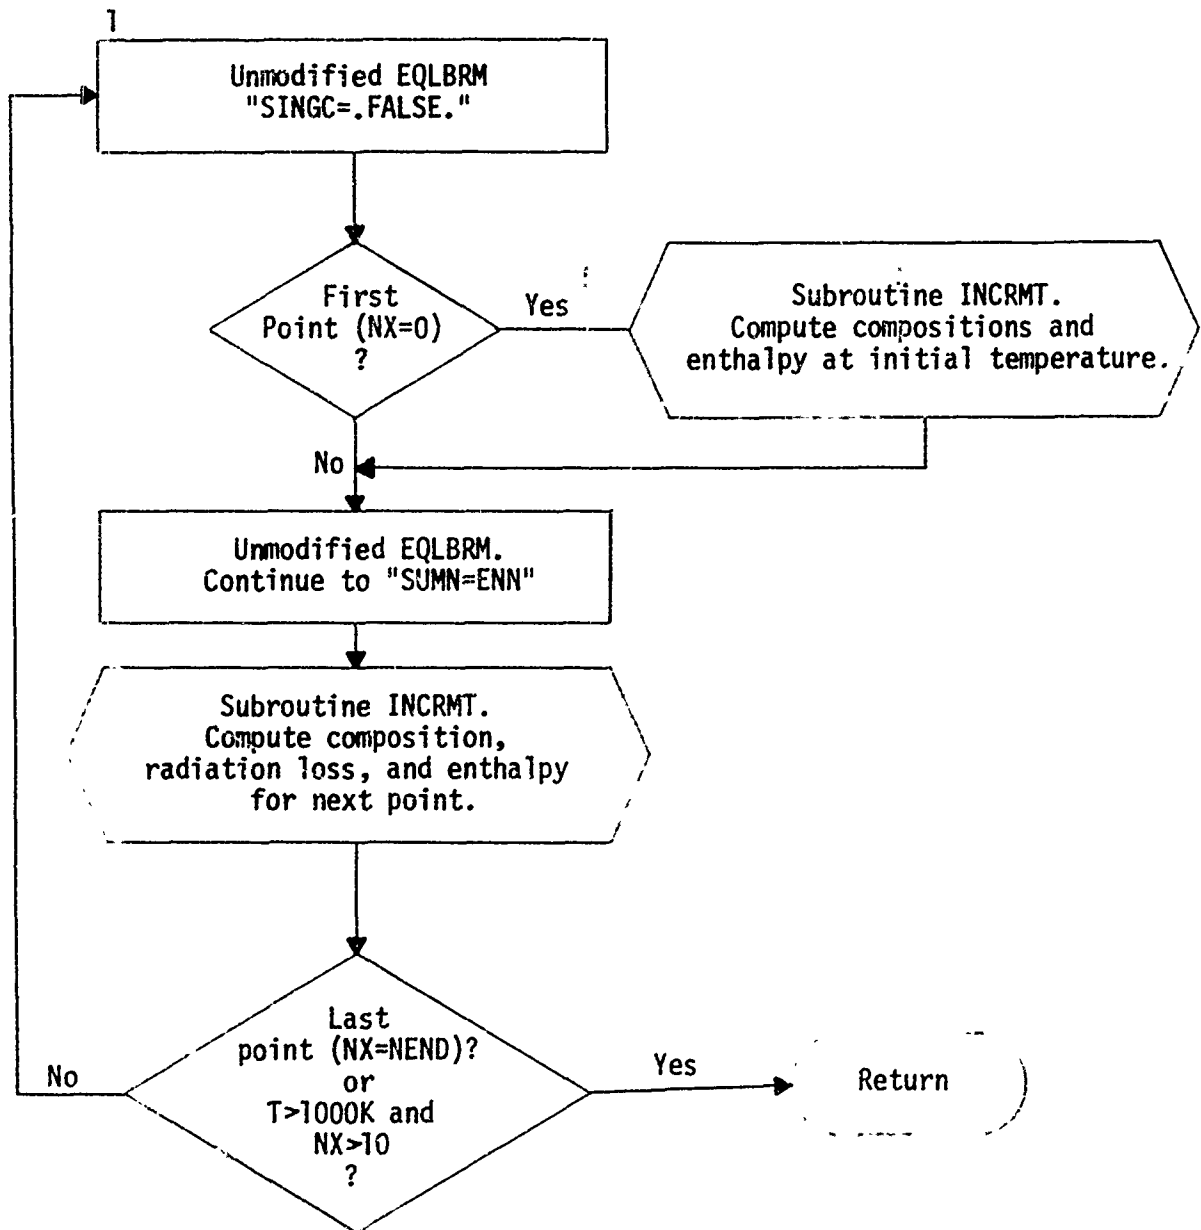 1
Unmodified EQLBRM
"SINGC=.FALSE."
First
Point (NX=0)
?
Yes
Subroutine INCRMT.
Compute compositions and
enthalpy at initial temperature.
No
Unmodified EQLBRM.
Continue to "SUMN=ENN"
Subroutine INCRMT.
Compute composition,
radiation loss, and enthalpy
for next point.
Last
point (NX=NEND)?
or
T>1000K and
NX>10
?
No
Yes
Return